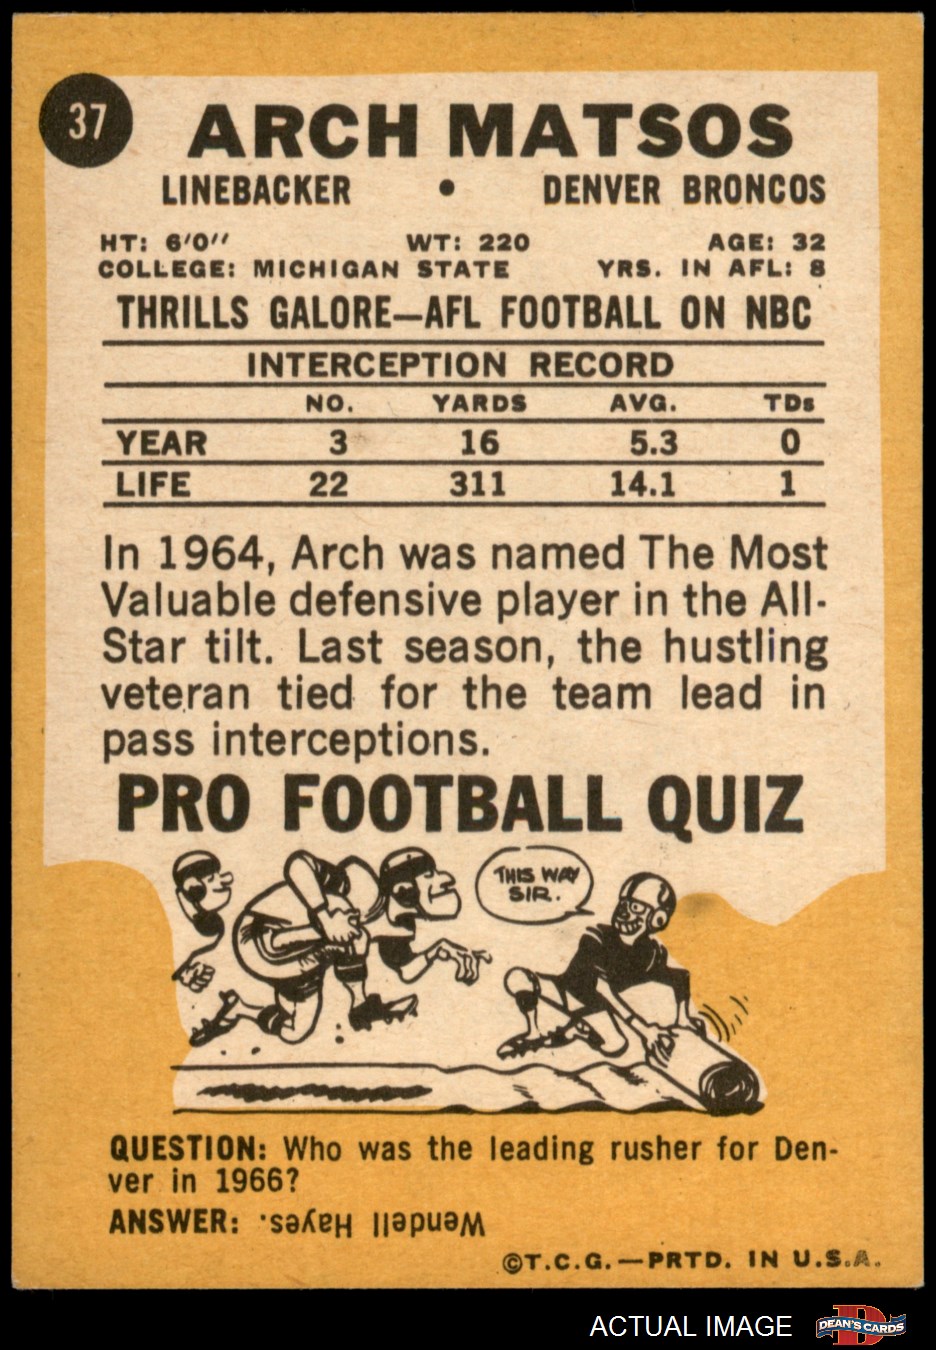 37
ARCH MATSOS
LINEBACKER • DENVER BRONCOS
HT: 6'0'' WT: 220 AGE: 32
COLLEGE: MICHIGAN STATE YRS. IN AFL: 8
THRILLS GALORE—AFL FOOTBALL ON NBC
INTERCEPTION RECORD
NO. YARDS AVG. TDs
YEAR 3 16 5.3 0
LIFE 22 311 14.1 1
In 1964, Arch was named The Most
Valuable defensive player in the All-
Star tilt. Last season, the hustling
veteran tied for the team lead in
pass interceptions.
PRO FOOTBALL QUIZ
THIS WAY
SIR.
QUESTION: Who was the leading rusher for Den-
ver in 1966?
ANSWER: Wendell Hayes.
©T.C.G.—PRTD. IN U.S.A.
ACTUAL IMAGE
DEAN'S CARDS